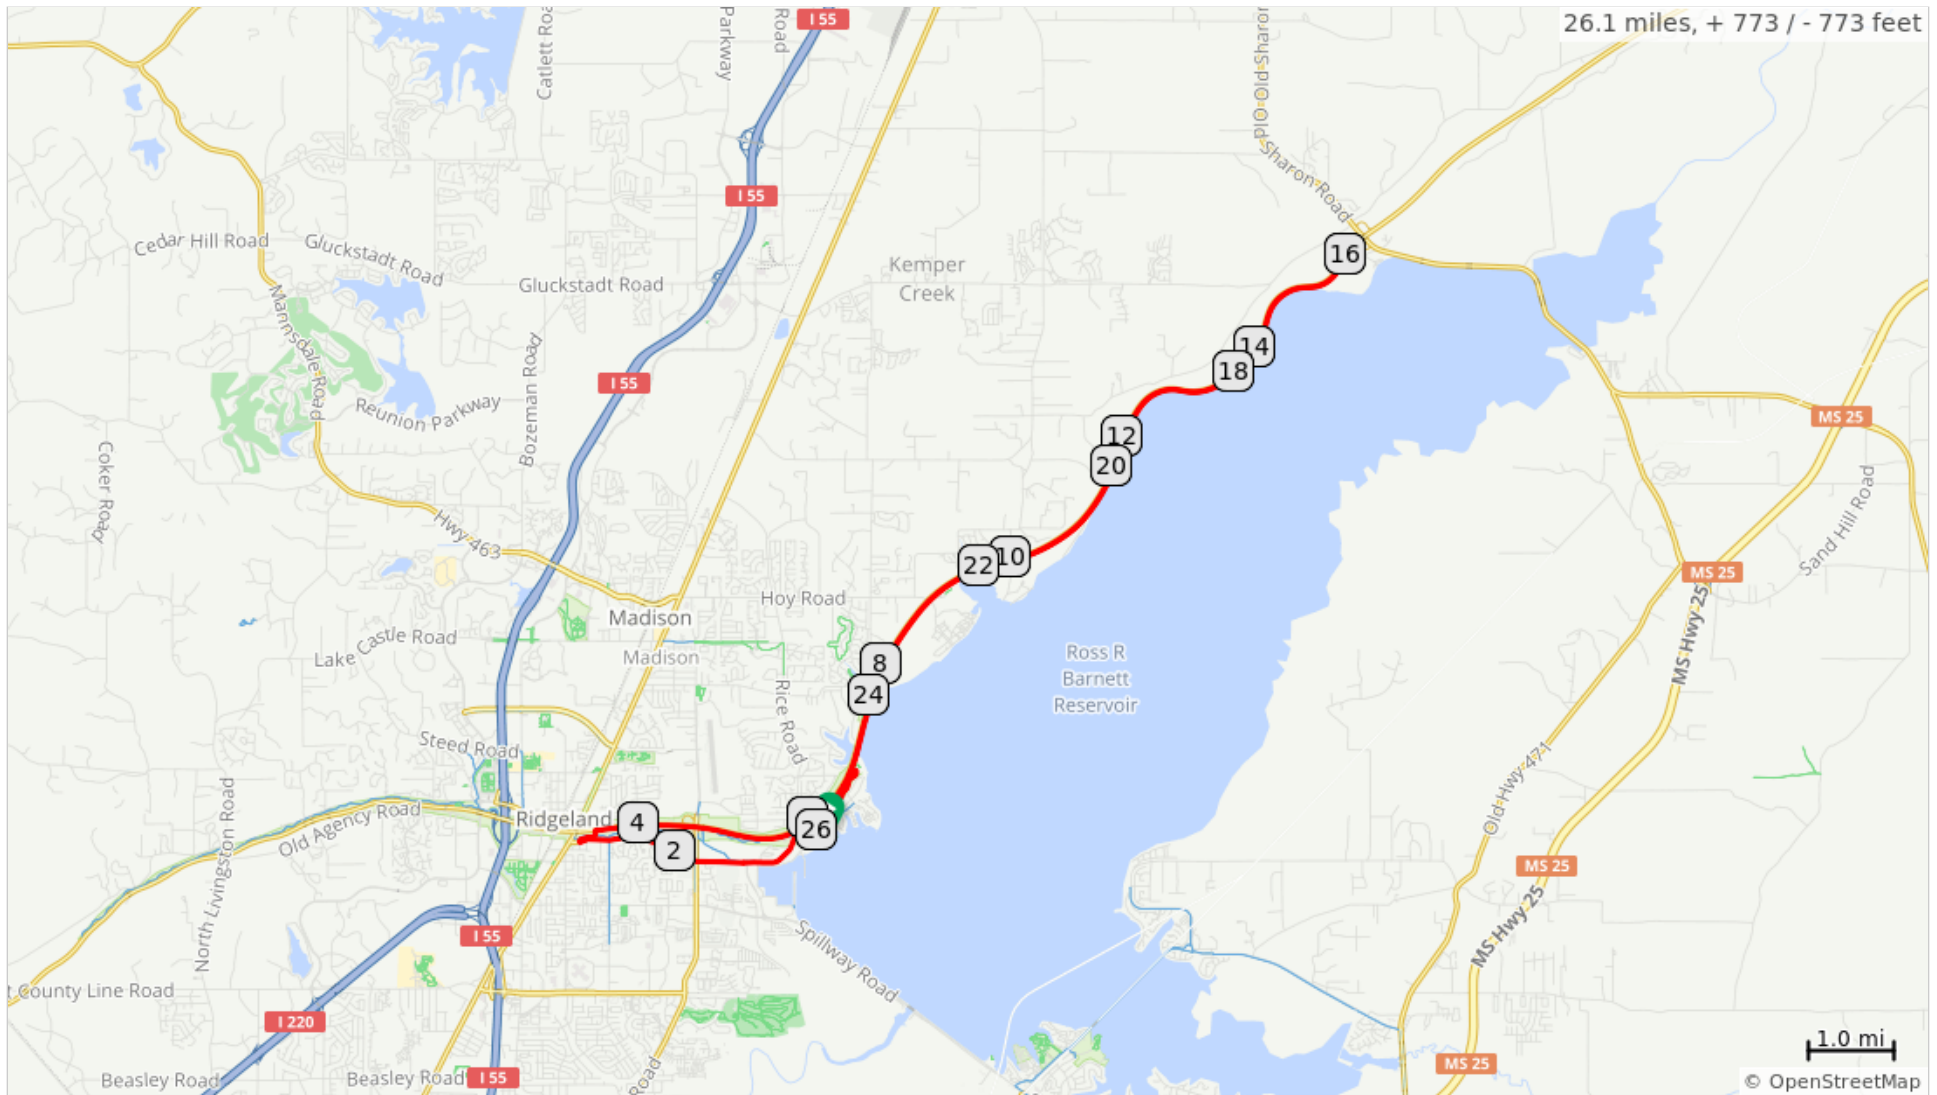 26.1 miles, + 773 / - 773 feet
I 55
Parkway
Road
Old Sharon
Sharon Road
I 55
Cedar Hill Road
Gluckstadt Road
Gluckstadt Road
Kemper
Creek
16
Mannsdale Road
Bozeman Road
14
18
I 55
Reunion Parkway
MS 25
12
20
Coker Road
Hwy 463
22
10
Sand Hill Road
MS 25
MS Hwy 25
Hoy Road
Madison
Lake Castle Road
Madison
8
24
Ross R
Barnett
Reservoir
Rice Road
Steed Road
Old Hwy 471
Old Agency Road
Ridgeland
4
26
2
North Livingston Road
MS 25
MS Hwy 25
I 55
Spillway Road
t County Line Road
I 220
1.0 mi
Beasley Road
Beasley Road
I 55
Road
MS 25
© OpenStreetMap